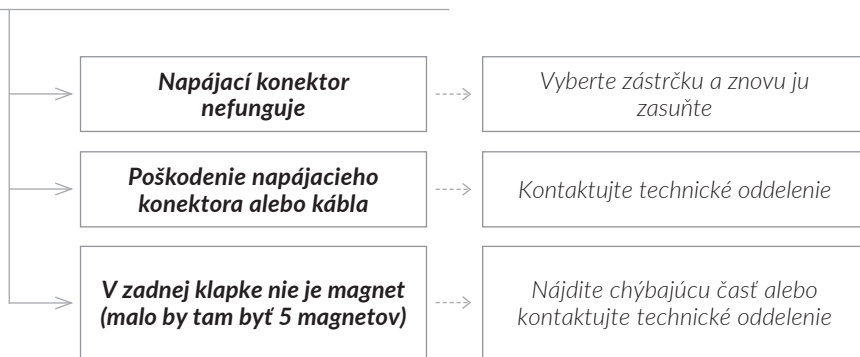 Napájací konektor
nefunguje
Vyberte zástrčku a znovu ju
zasuňte
Poškodenie napájacieho
konektora alebo kábla
Kontaktujte technické oddelenie
V zadnej klapke nie je magnet
(malo by tam byť 5 magnetov)
Nájdite chýbajúcu časť alebo
kontaktujte technické oddelenie